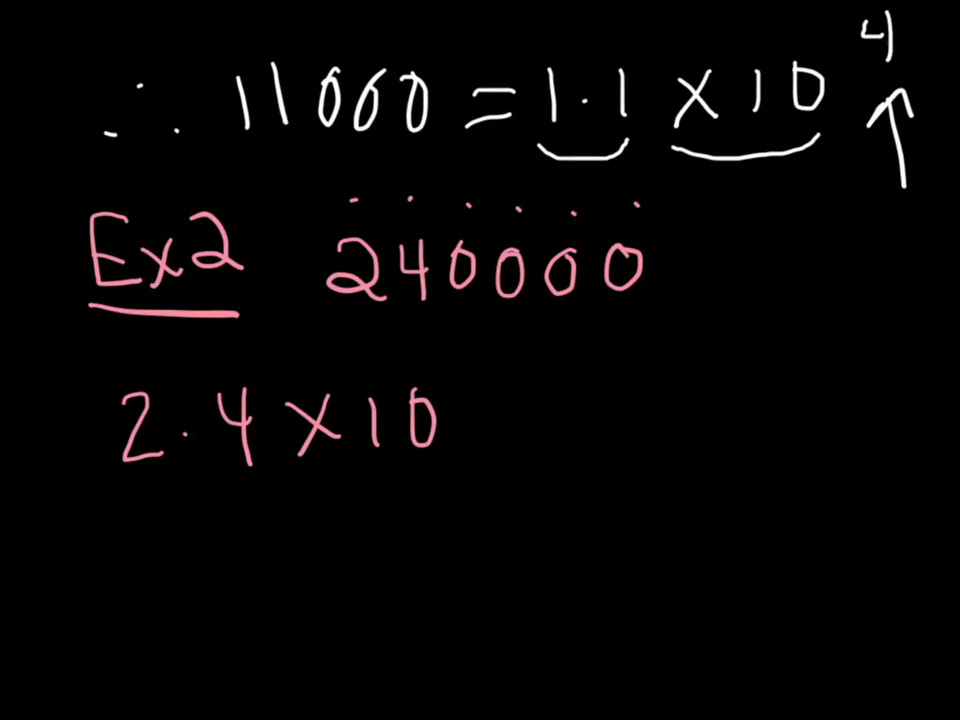 ∴ 11000 = 1.1 × 10⁴
Ex2 240000
2.4 × 10